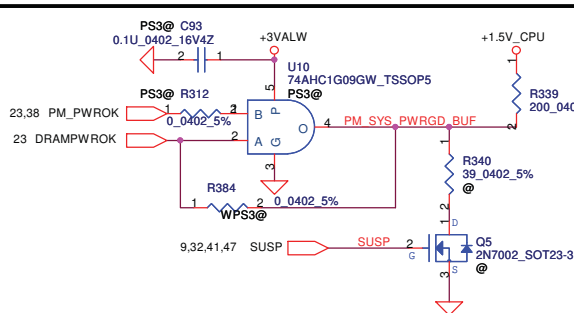 PS3@ C93
0.1U_0402_16V4Z
2 1
+3VALW
+1.5V_CPU
U10
74AHC1G09GW_TSSOP5
PS3@
5
P
1
R339
200_040
2
PS3@ R312
23,38 PM_PWROK
1
0_0402_5%
B
O
4
PM_SYS_PWRGD_BUF
23 DRAMPWROK
2
A
G
3
1
R340
39_0402_5%
@
2
R384
1 2
0_0402_5%
WPS3@
1
D
9,32,41,47 SUSP
SUSP
2
G
Q5
2N7002_SOT23-3
@
S
3